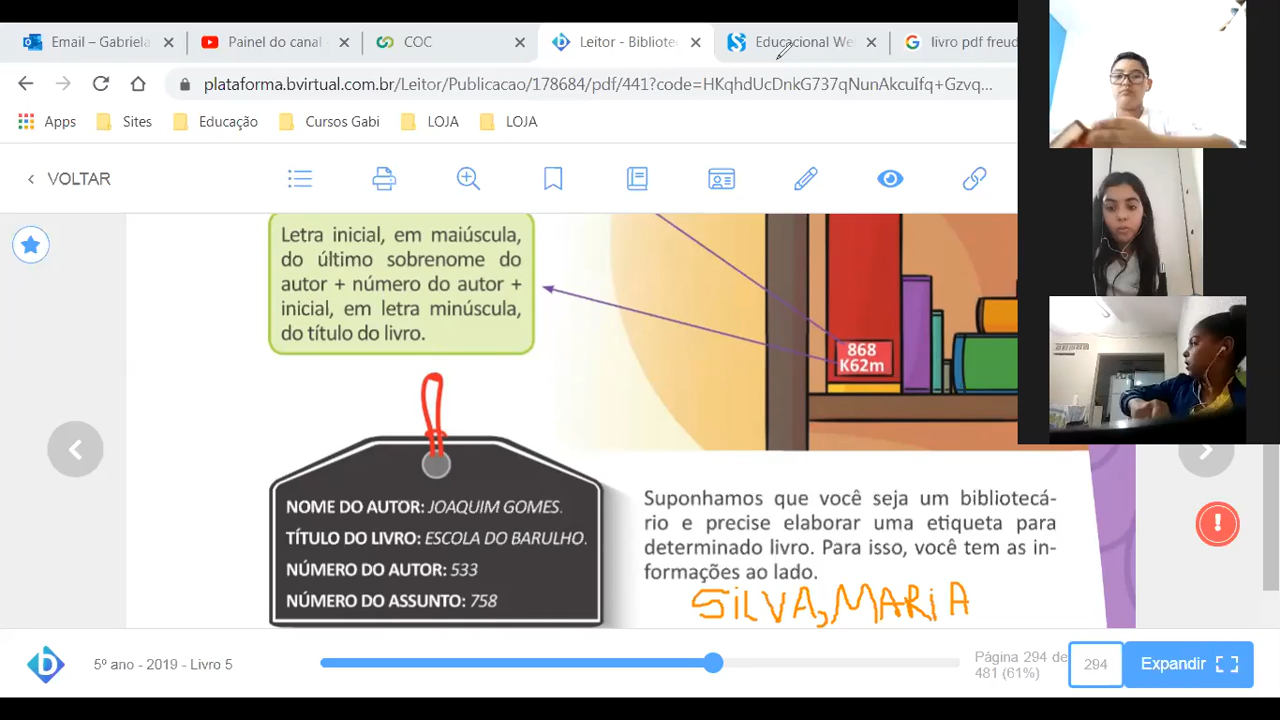 Email – Gabriela
Painel do canal
COC
Leitor - Bibliote
Educacional We
livro pdf freud
plataforma.bvirtual.com.br/Leitor/Publicacao/178684/pdf/441?code=HKqhdUcDnkG737qNunAkcuIfq+Gzvq...
Apps
Sites
Educação
Cursos Gabi
LOJA
LOJA
VOLTAR
Letra inicial, em maiúscula,
do último sobrenome do
autor + número do autor +
inicial, em letra minúscula,
do título do livro.
868
K62m
NOME DO AUTOR: JOAQUIM GOMES.
TÍTULO DO LIVRO: ESCOLA DO BARULHO.
NÚMERO DO AUTOR: 533
NÚMERO DO ASSUNTO: 758
Suponhamos que você seja um bibliotecá-
rio e precise elaborar uma etiqueta para
determinado livro. Para isso, você tem as in-
formações ao lado.
SiLVA, MARiA
5º ano - 2019 - Livro 5
Página 294 de
481 (61%)
294
Expandir